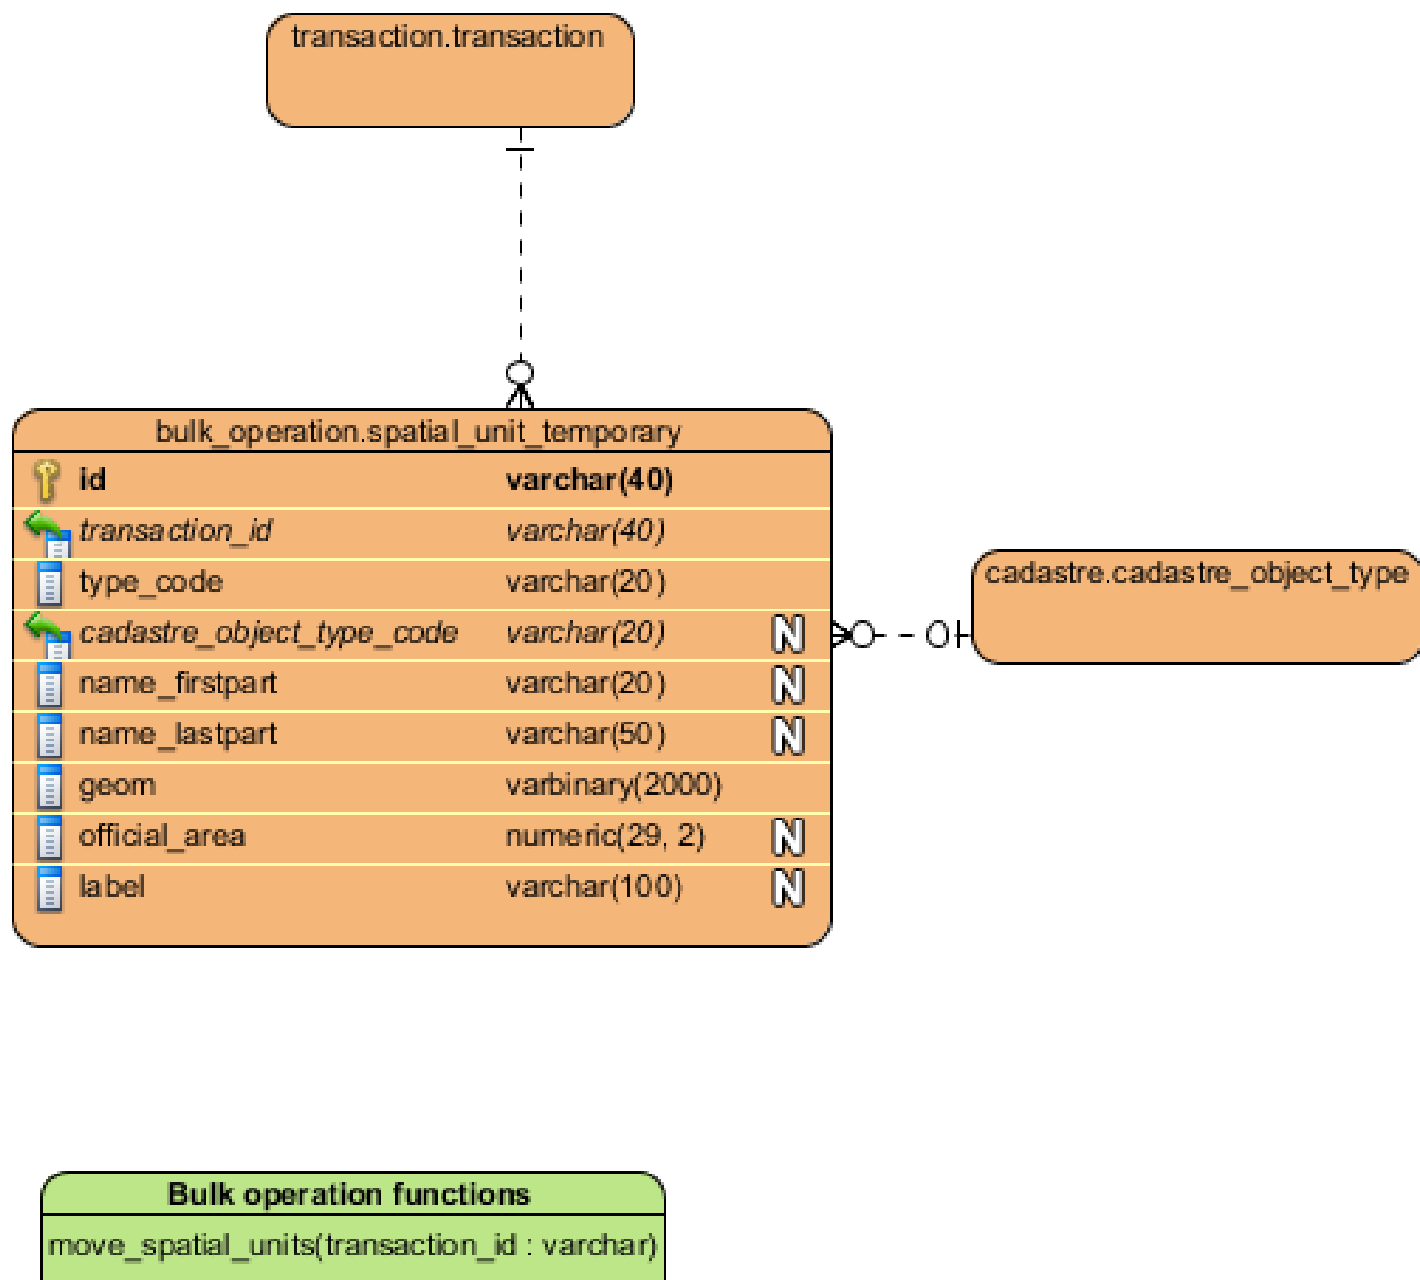 transaction.transaction
bulk_operation.spatial_unit_temporary
id varchar(40)
transaction_id varchar(40)
type_code varchar(20)
cadastre_object_type_code varchar(20) N
name_firstpart varchar(20) N
name_lastpart varchar(50) N
geom varbinary(2000)
official_area numeric(29, 2) N
label varchar(100) N
cadastre.cadastre_object_type
Bulk operation functions
move_spatial_units(transaction_id : varchar)